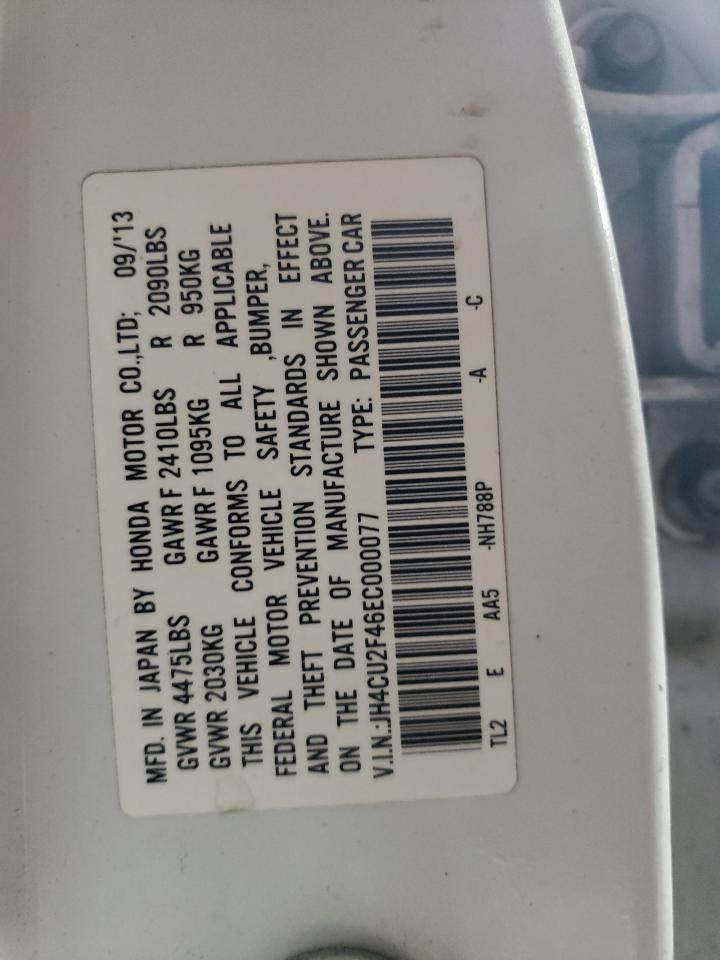 MFD. IN JAPAN BY HONDA MOTOR CO.,LTD; 09/'13
GVWR 4475LBS GAWR F 2410LBS R 2090LBS
GVWR 2030KG GAWR F 1095KG R 950KG
THIS VEHICLE CONFORMS TO ALL APPLICABLE
FEDERAL MOTOR VEHICLE SAFETY ,BUMPER,
AND THEFT PREVENTION STANDARDS IN EFFECT
ON THE DATE OF MANUFACTURE SHOWN ABOVE.
V.I.N.:JH4CU2F46EC000077 TYPE: PASSENGER CAR
TL2 E AA5 -NH788P -A -C